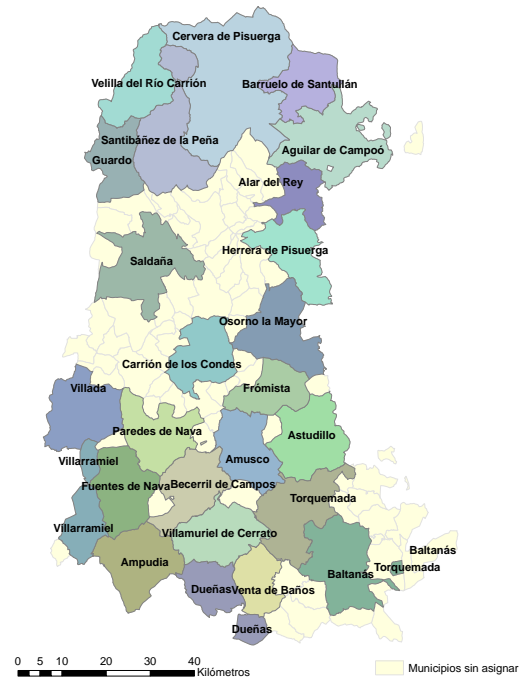 Cervera de Pisuerga
Velilla del Río Carrión
Barruelo de Santullán
Santibáñez de la Peña
Aguilar de Campoó
Guardo
Alar del Rey
Herrera de Pisuerga
Saldaña
Osorno la Mayor
Carrión de los Condes
Villada
Frómista
Paredes de Nava
Astudillo
Villarramiel
Amusco
Fuentes de Nava
Becerril de Campos
Torquemada
Villarramiel
Villamuriel de Cerrato
Baltanás
Ampudia
Torquemada
Baltanás
Dueñas
Venta de Baños
Dueñas
0 5 10 20 30 40
Kilómetros
Municipios sin asignar